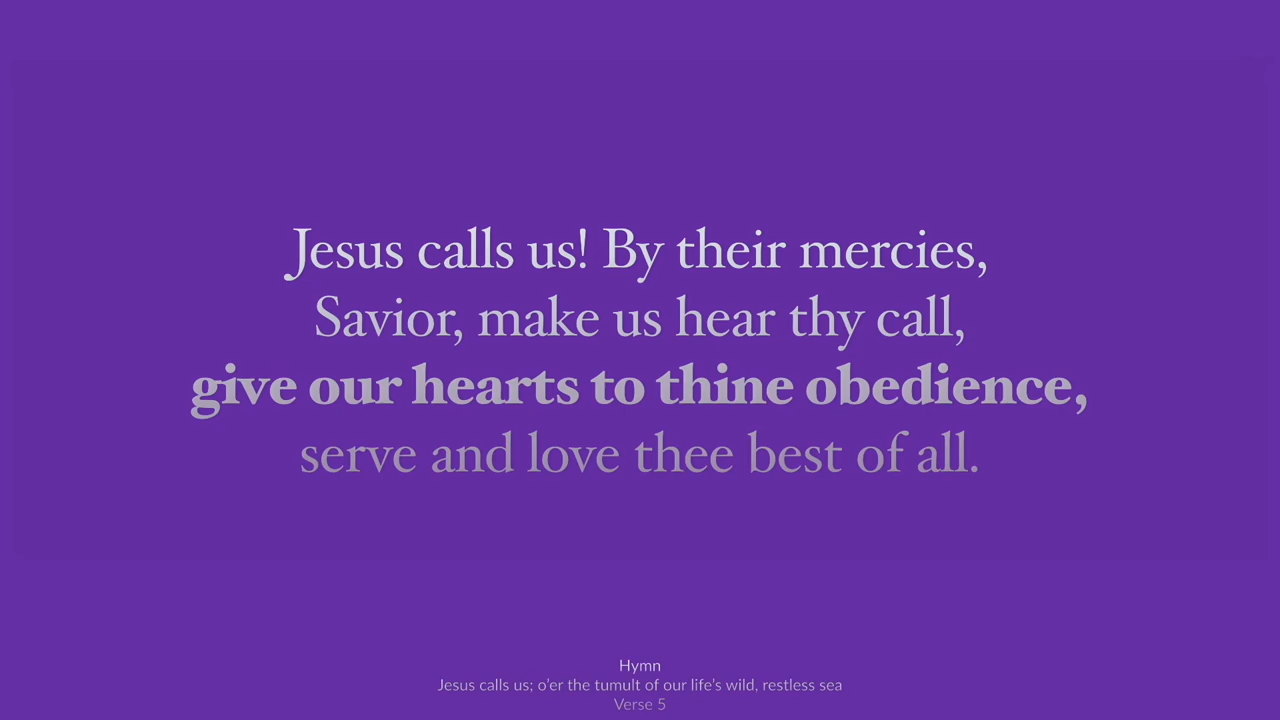 Jesus calls us! By their mercies,
Savior, make us hear thy call,
give our hearts to thine obedience,
serve and love thee best of all.
Hymn
Jesus calls us; o'er the tumult of our life's wild, restless sea
Verse 5